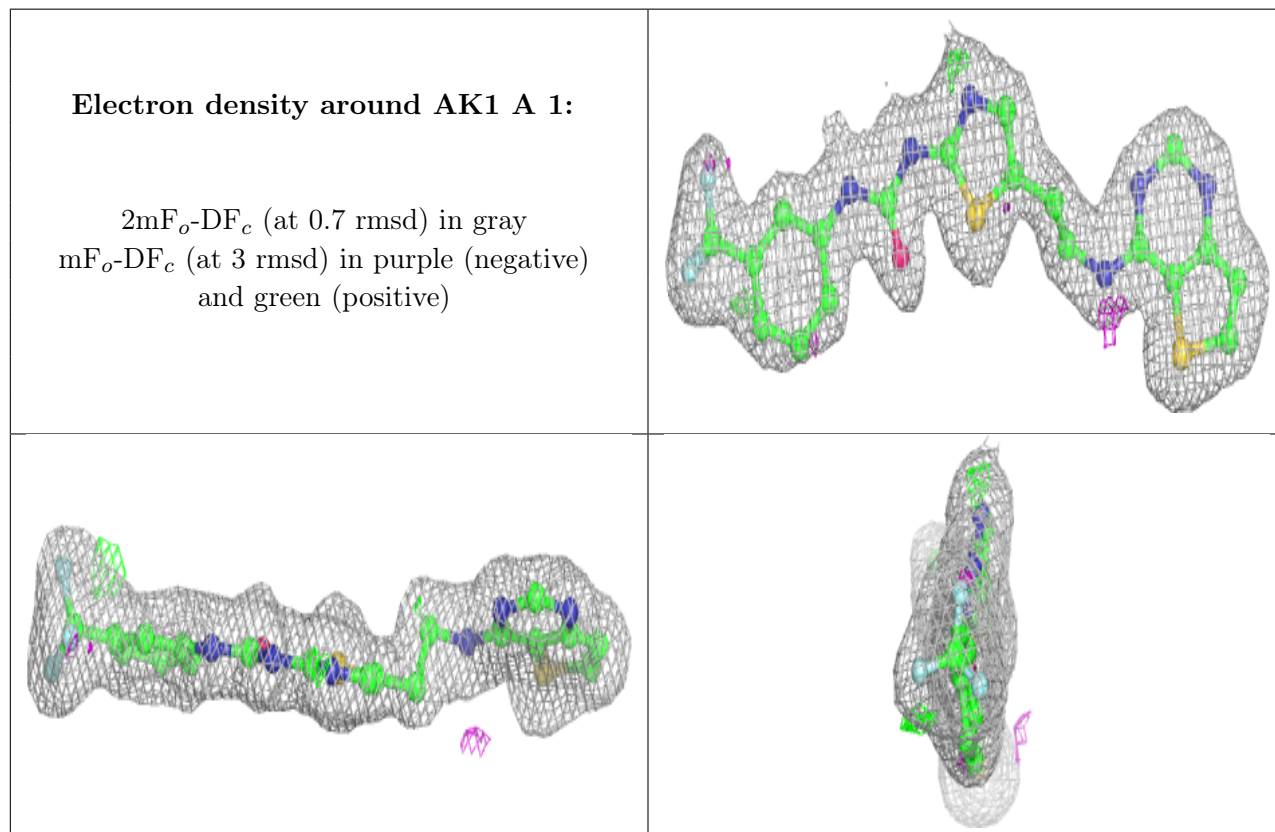 Electron density around AK1 A 1:
2mFo-DFc (at 0.7 rmsd) in gray
mFo-DFc (at 3 rmsd) in purple (negative)
and green (positive)